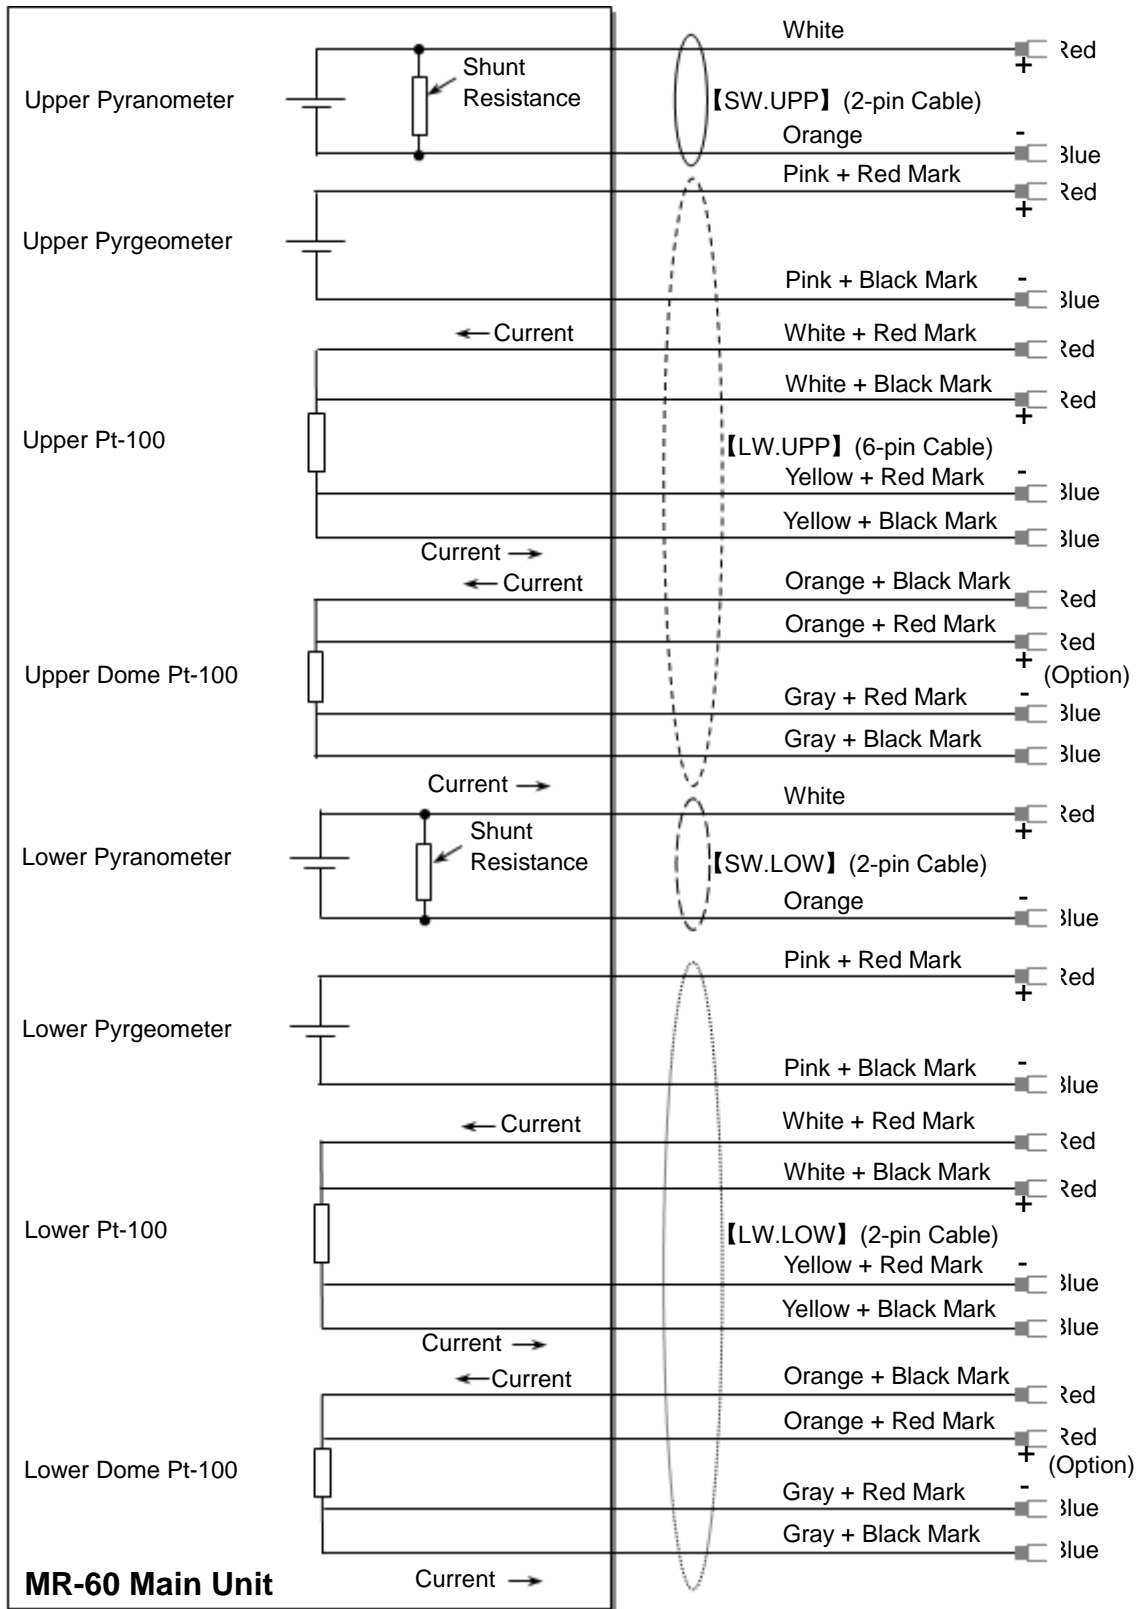 White
Red
+
Shunt
Resistance
Upper Pyranometer
【SW.UPP】(2-pin Cable)
Orange
-
Blue
Pink + Red Mark
Red
+
Upper Pyrgeometer
Pink + Black Mark
-
Blue
Current
White + Red Mark
Red
White + Black Mark
Red
+
Upper Pt-100
【LW.UPP】(6-pin Cable)
Yellow + Red Mark
-
Blue
Yellow + Black Mark
Blue
Current
Current
Orange + Black Mark
Red
Orange + Red Mark
Red
+
(Option)
Upper Dome Pt-100
Gray + Red Mark
-
Blue
Gray + Black Mark
Blue
Current
White
Red
+
Shunt
Resistance
Lower Pyranometer
【SW.LOW】(2-pin Cable)
Orange
-
Blue
Pink + Red Mark
Red
+
Lower Pyrgeometer
Pink + Black Mark
-
Blue
Current
White + Red Mark
Red
White + Black Mark
Red
+
Lower Pt-100
【LW.LOW】(2-pin Cable)
Yellow + Red Mark
-
Blue
Yellow + Black Mark
Blue
Current
Current
Orange + Black Mark
Red
Orange + Red Mark
Red
+
(Option)
Lower Dome Pt-100
Gray + Red Mark
-
Blue
Gray + Black Mark
Blue
Current
MR-60 Main Unit